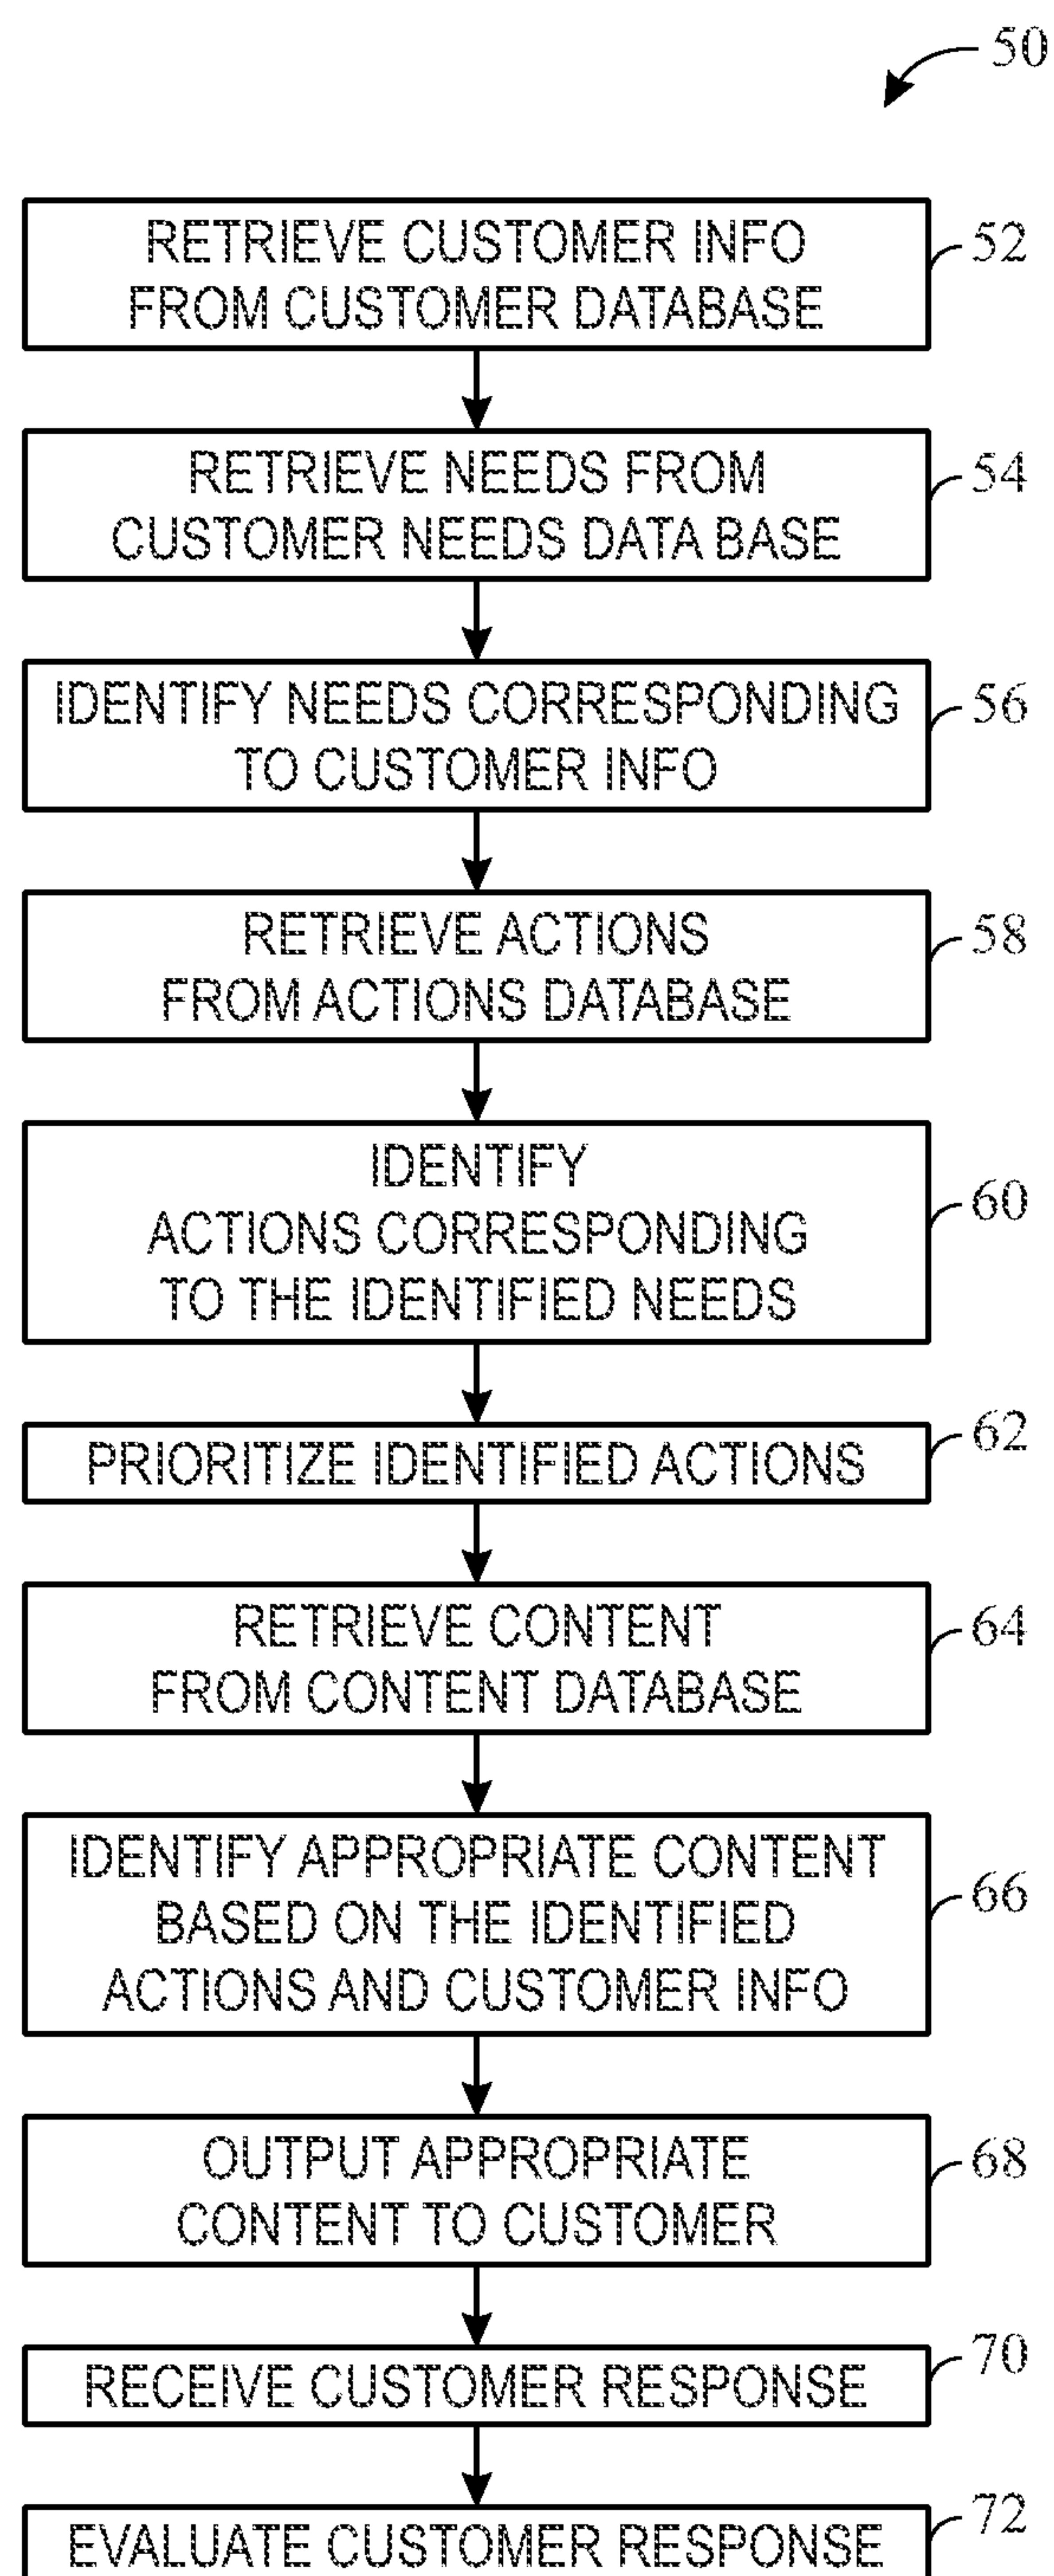 50
RETRIEVE CUSTOMER INFO
FROM CUSTOMER DATABASE
52
RETRIEVE NEEDS FROM
CUSTOMER NEEDS DATA BASE
54
IDENTIFY NEEDS CORRESPONDING
TO CUSTOMER INFO
56
RETRIEVE ACTIONS
FROM ACTIONS DATABASE
58
IDENTIFY
ACTIONS CORRESPONDING
TO THE IDENTIFIED NEEDS
60
PRIORITIZE IDENTIFIED ACTIONS
62
RETRIEVE CONTENT
FROM CONTENT DATABASE
64
IDENTIFY APPROPRIATE CONTENT
BASED ON THE IDENTIFIED
ACTIONS AND CUSTOMER INFO
66
OUTPUT APPROPRIATE
CONTENT TO CUSTOMER
68
RECEIVE CUSTOMER RESPONSE
70
EVALUATE CUSTOMER RESPONSE
72